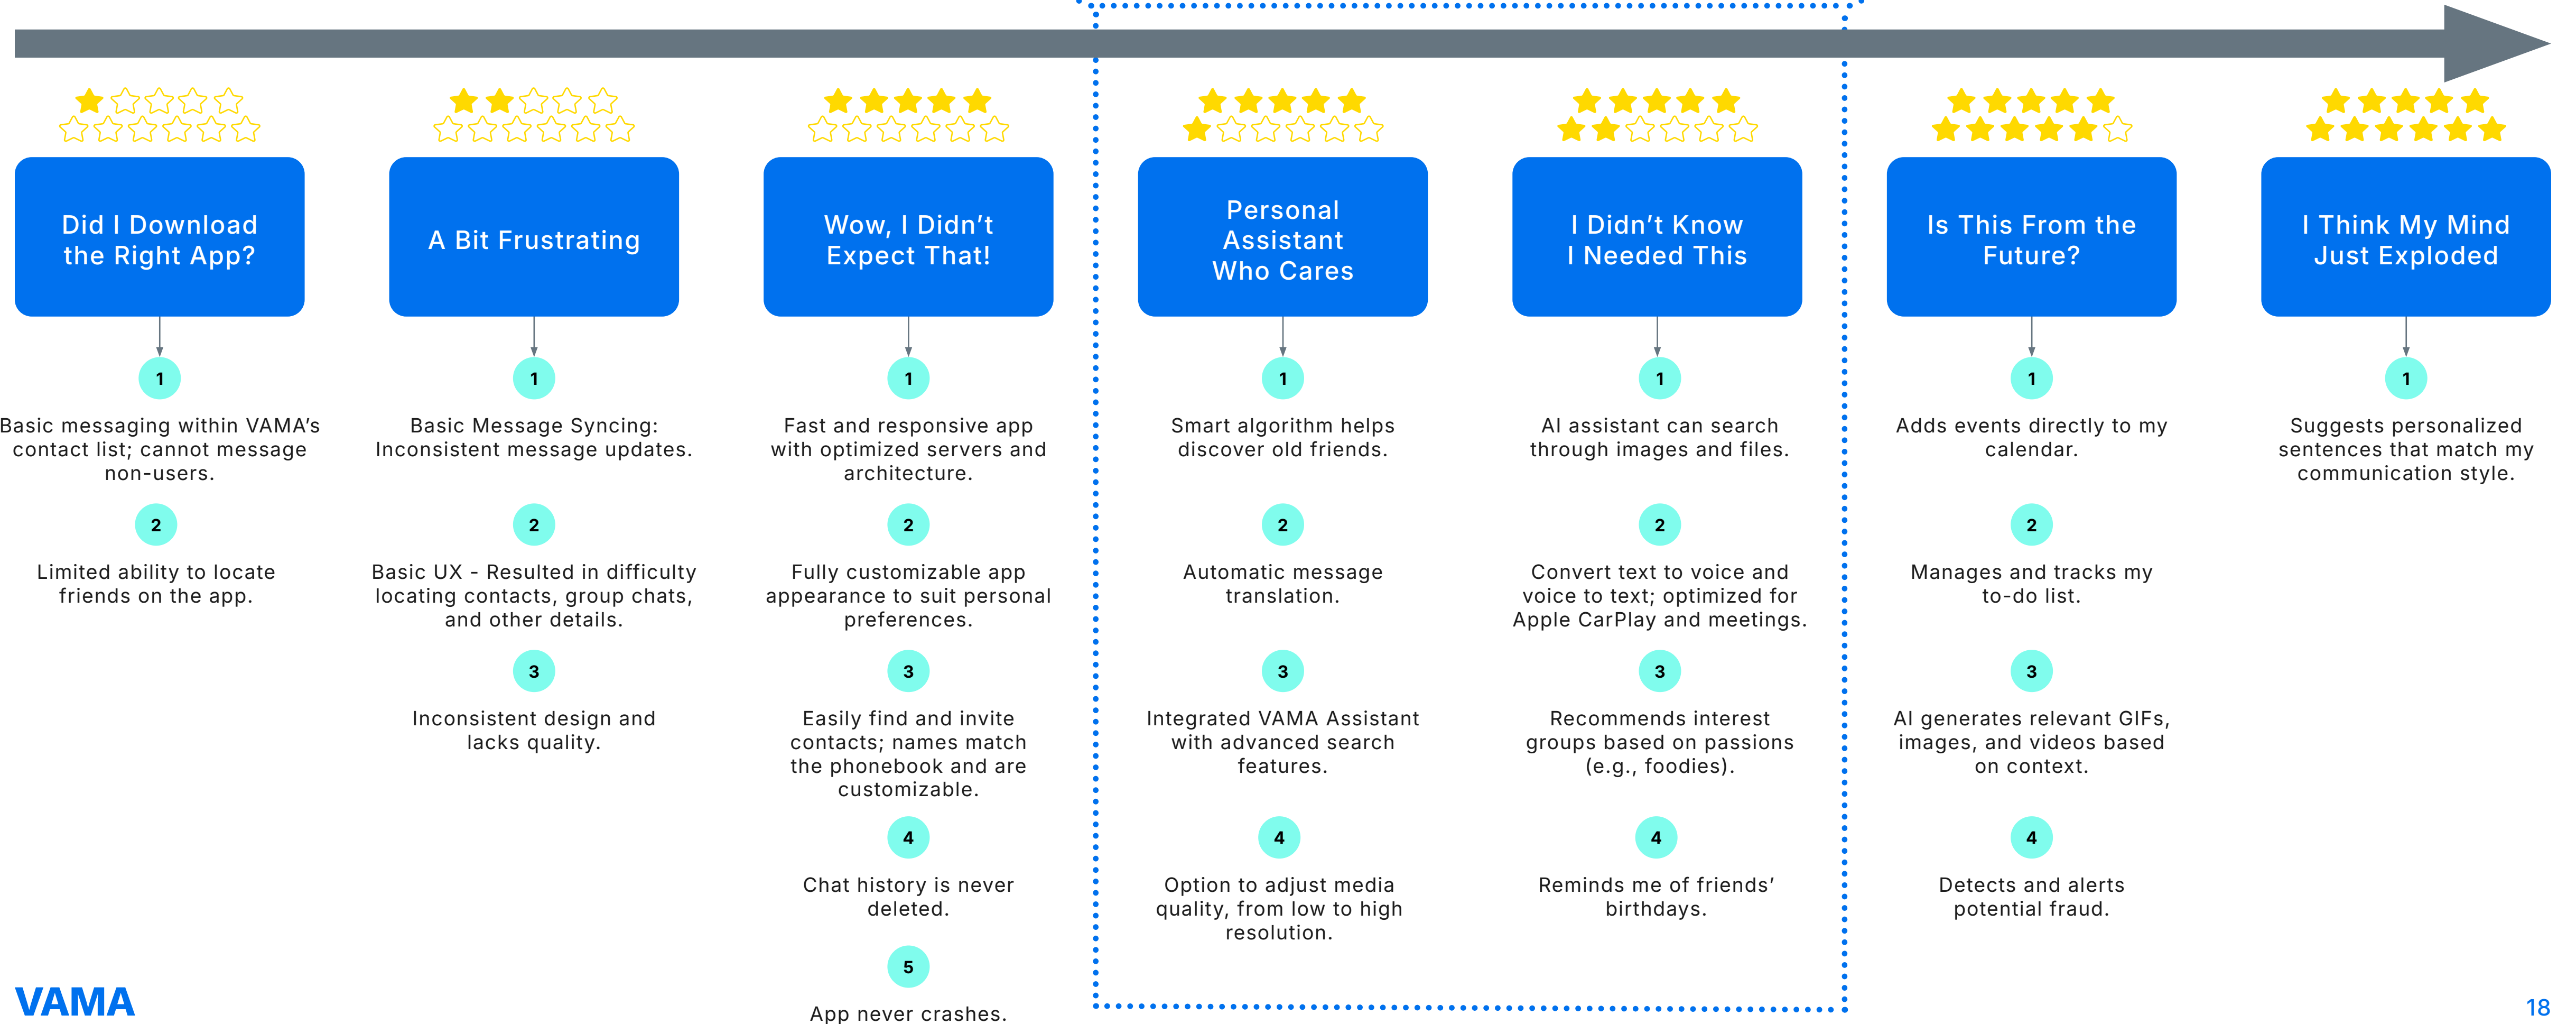 Did I Download
the Right App?
1
Basic messaging within VAMA’s
contact list; cannot message
non-users.
2
Limited ability to locate
friends on the app.
A Bit Frustrating
1
Basic Message Syncing:
Inconsistent message updates.
2
Basic UX - Resulted in difficulty
locating contacts, group chats,
and other details.
3
Inconsistent design and
lacks quality.
Wow, I Didn’t
Expect That!
1
Fast and responsive app
with optimized servers and
architecture.
2
Fully customizable app
appearance to suit personal
preferences.
3
Easily find and invite
contacts; names match
the phonebook and are
customizable.
4
Chat history is never
deleted.
5
App never crashes.
Personal
Assistant
Who Cares
1
Smart algorithm helps
discover old friends.
2
Automatic message
translation.
3
Integrated VAMA Assistant
with advanced search
features.
4
Option to adjust media
quality, from low to high
resolution.
I Didn’t Know
I Needed This
1
AI assistant can search
through images and files.
2
Convert text to voice and
voice to text; optimized for
Apple CarPlay and meetings.
3
Recommends interest
groups based on passions
(e.g., foodies).
4
Reminds me of friends’
birthdays.
Is This From the
Future?
1
Adds events directly to my
calendar.
2
Manages and tracks my
to-do list.
3
AI generates relevant GIFs,
images, and videos based
on context.
4
Detects and alerts
potential fraud.
I Think My Mind
Just Exploded
1
Suggests personalized
sentences that match my
communication style.
VAMA
18